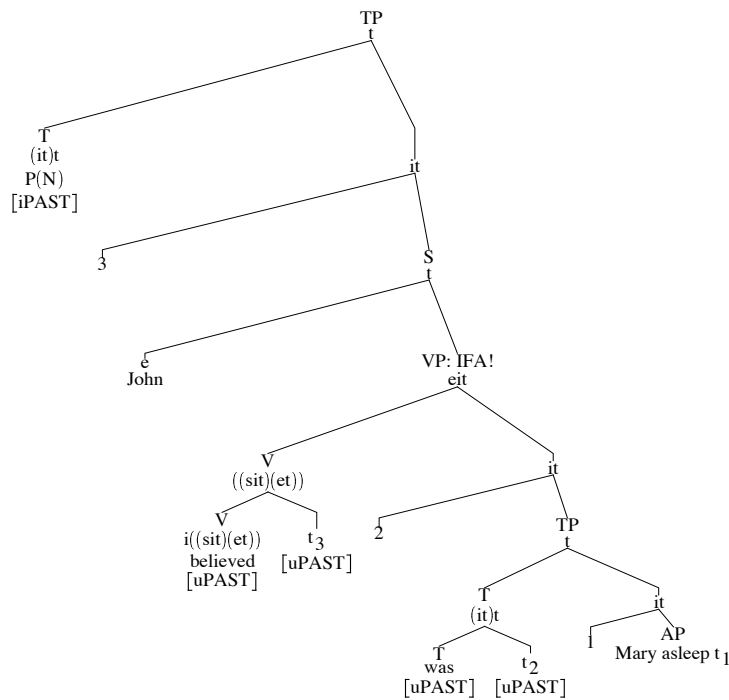 TP
t
T
(it)t
P(N)
[iPAST]
it
3
S
t
e
John
VP: IFA!
eit
V
((sit)(et))
it
V
i((sit)(et))
believed
[uPAST]
t3
[uPAST]
2
TP
t
T
(it)t
it
T
was
[uPAST]
t2
[uPAST]
1
AP
Mary asleep t1